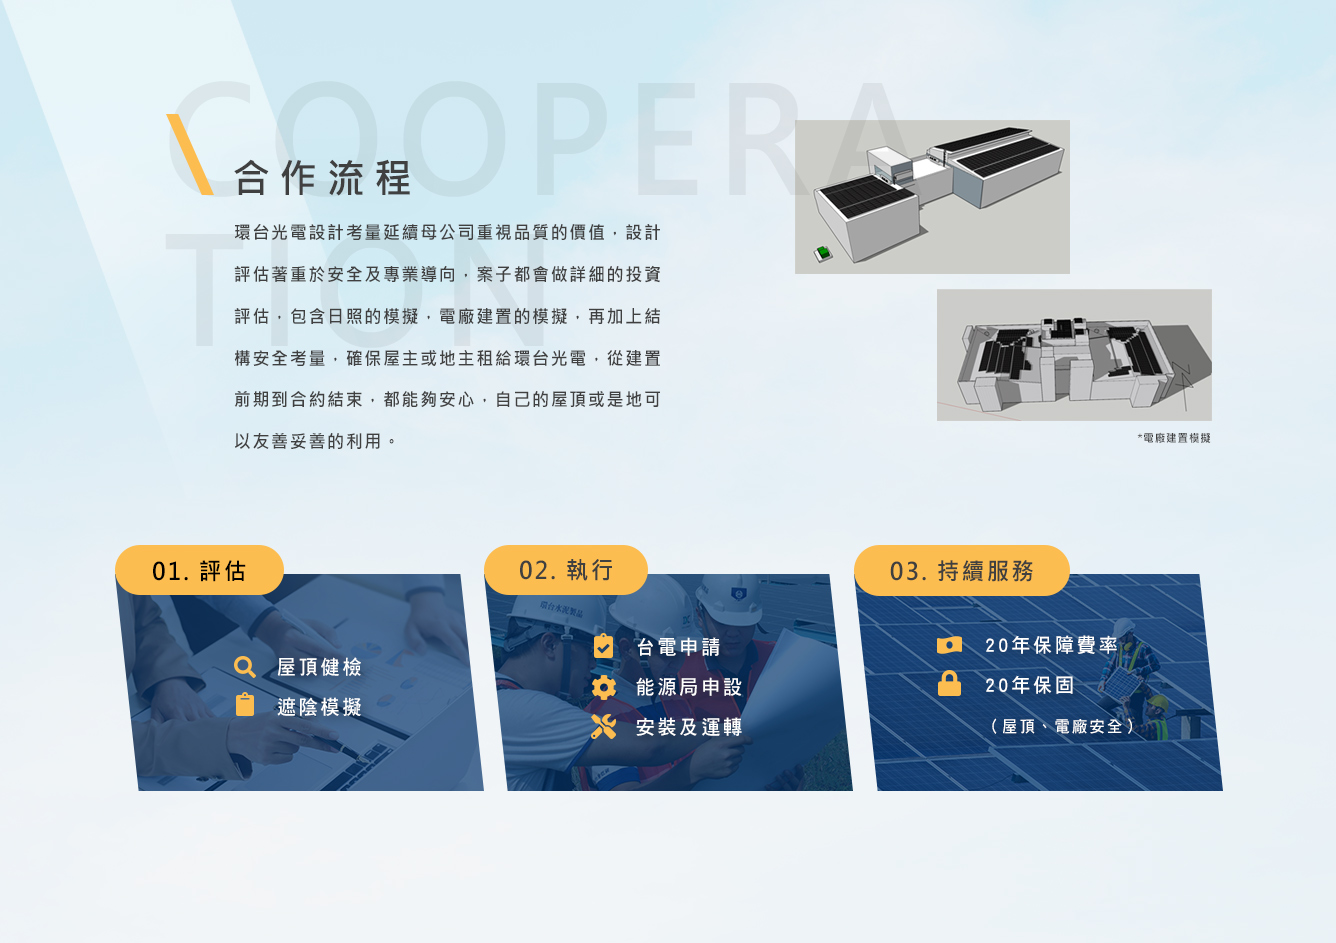 COOPERA
TION
合作流程
環台光電設計考量延續母公司重視品質的價值，設計
評估著重於安全及專業導向，案子都會做詳細的投資
評估，包含日照的模擬，電廠建置的模擬，再加上結
構安全考量，確保屋主或地主租給環台光電，從建置
前期到合約結束，都能夠安心，自己的屋頂或是地可
以友善妥善的利用。
*電廠建置模擬
01. 評估
屋頂健檢
遮陰模擬
02. 執行
環台水泥製品
台電申請
能源局申設
安裝及運轉
03. 持續服務
20年保障費率
20年保固
（屋頂、電廠安全）